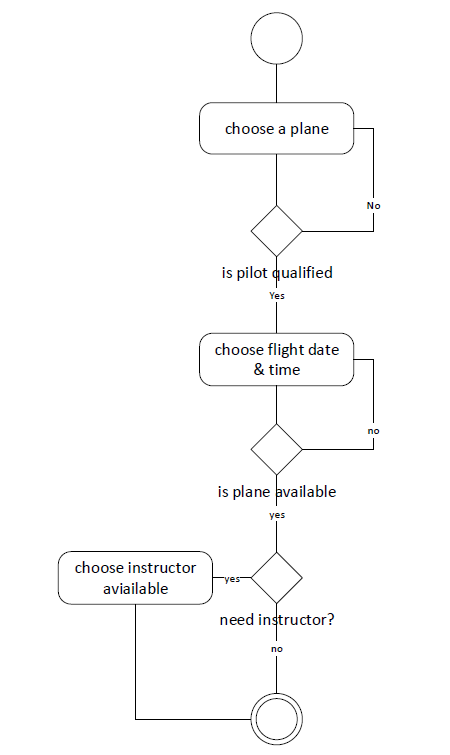 choose a plane
No
is pilot qualified
Yes
choose flight date
& time
no
is plane available
yes
choose instructor
aviailable
yes
need instructor?
no